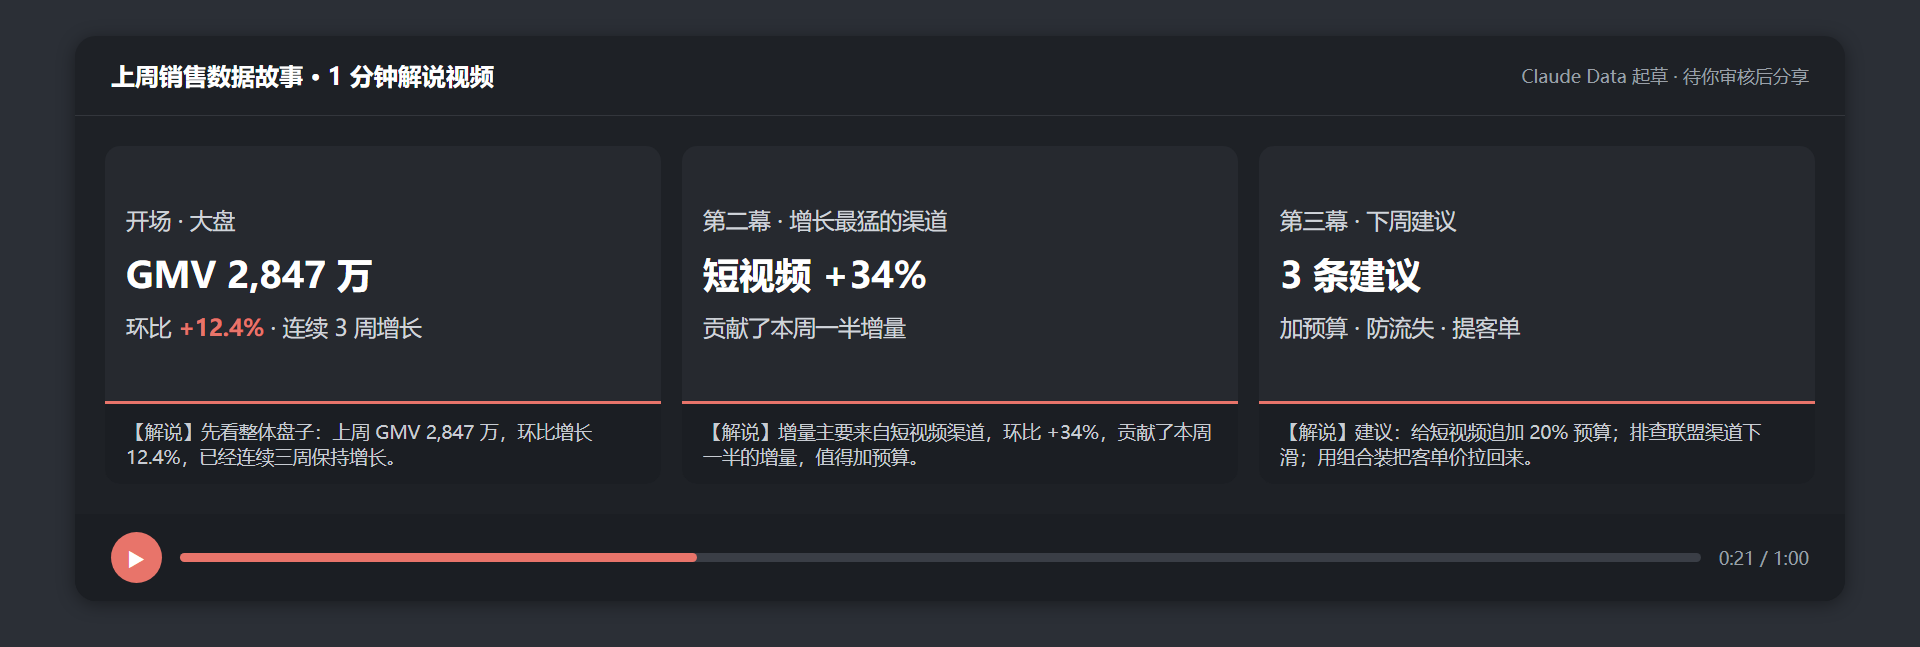 上周销售数据故事 • 1 分钟解说视频
Claude Data 起草 · 待你审核后分享
开场 · 大盘
GMV 2,847 万
环比 +12.4% · 连续 3 周增长
【解说】先看整体盘子：上周 GMV 2,847 万，环比增长
12.4%，已经连续三周保持增长。
第二幕 · 增长最猛的渠道
短视频 +34%
贡献了本周一半增量
【解说】增量主要来自短视频渠道，环比 +34%，贡献了本周
一半的增量，值得加预算。
第三幕 · 下周建议
3 条建议
加预算 · 防流失 · 提客单
【解说】建议：给短视频追加 20% 预算；排查联盟渠道下
滑；用组合装把客单价拉回来。
0:21 / 1:00